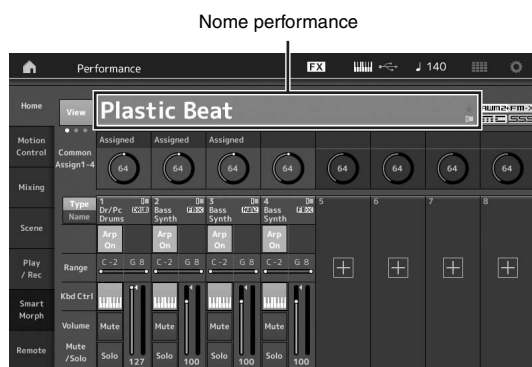 Nome performance
Performance
FX
140
Home
View
Plastic Beat
Motion Control
Common Assign1-4
Assigned Assigned Assigned
64 64 64 64 64 64 64 64
Mixing
Type
Name
1 Dr/Pc Drums
2 Bass Synth
3 Bass Synth
4 Bass Synth
5 6 7 8
Scene
Arp On Arp On Arp On Arp On
Play / Rec
Range
C -2 G 8 C -2 G 8 C -2 G 8 C -2 G 8
Smart Morph
Kbd Ctrl
Volume
Mute Mute Mute Mute
Remote
Mute /Solo
Solo 127 Solo 100 Solo 100 Solo 100